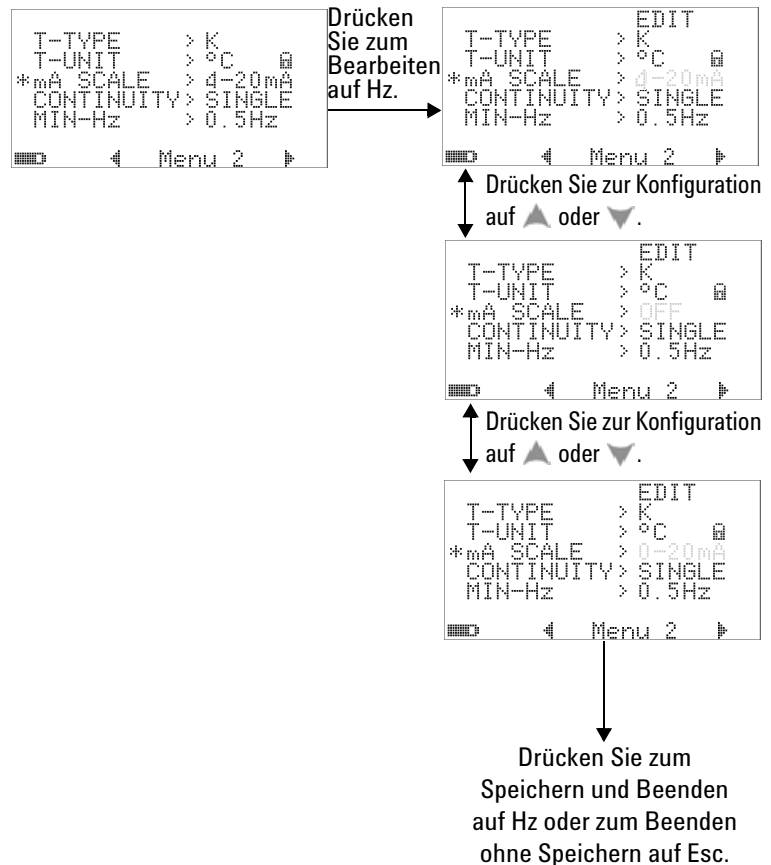 T-TYPE > K
T-UNIT > °C
*mA SCALE > 4-20mA
CONTINUITY> SINGLE
MIN-Hz > 0.5Hz
Menu 2
Drücken
Sie zum
Bearbeiten
auf Hz.
EDIT
T-TYPE > K
T-UNIT > °C
*mA SCALE > 4-20mA
CONTINUITY> SINGLE
MIN-Hz > 0.5Hz
Menu 2
Drücken Sie zur Konfiguration
auf oder .
EDIT
T-TYPE > K
T-UNIT > °C
*mA SCALE > OFF
CONTINUITY> SINGLE
MIN-Hz > 0.5Hz
Menu 2
Drücken Sie zur Konfiguration
auf oder .
EDIT
T-TYPE > K
T-UNIT > °C
*mA SCALE > 0-20mA
CONTINUITY> SINGLE
MIN-Hz > 0.5Hz
Menu 2
Drücken Sie zum
Speichern und Beenden
auf Hz oder zum Beenden
ohne Speichern auf Esc.